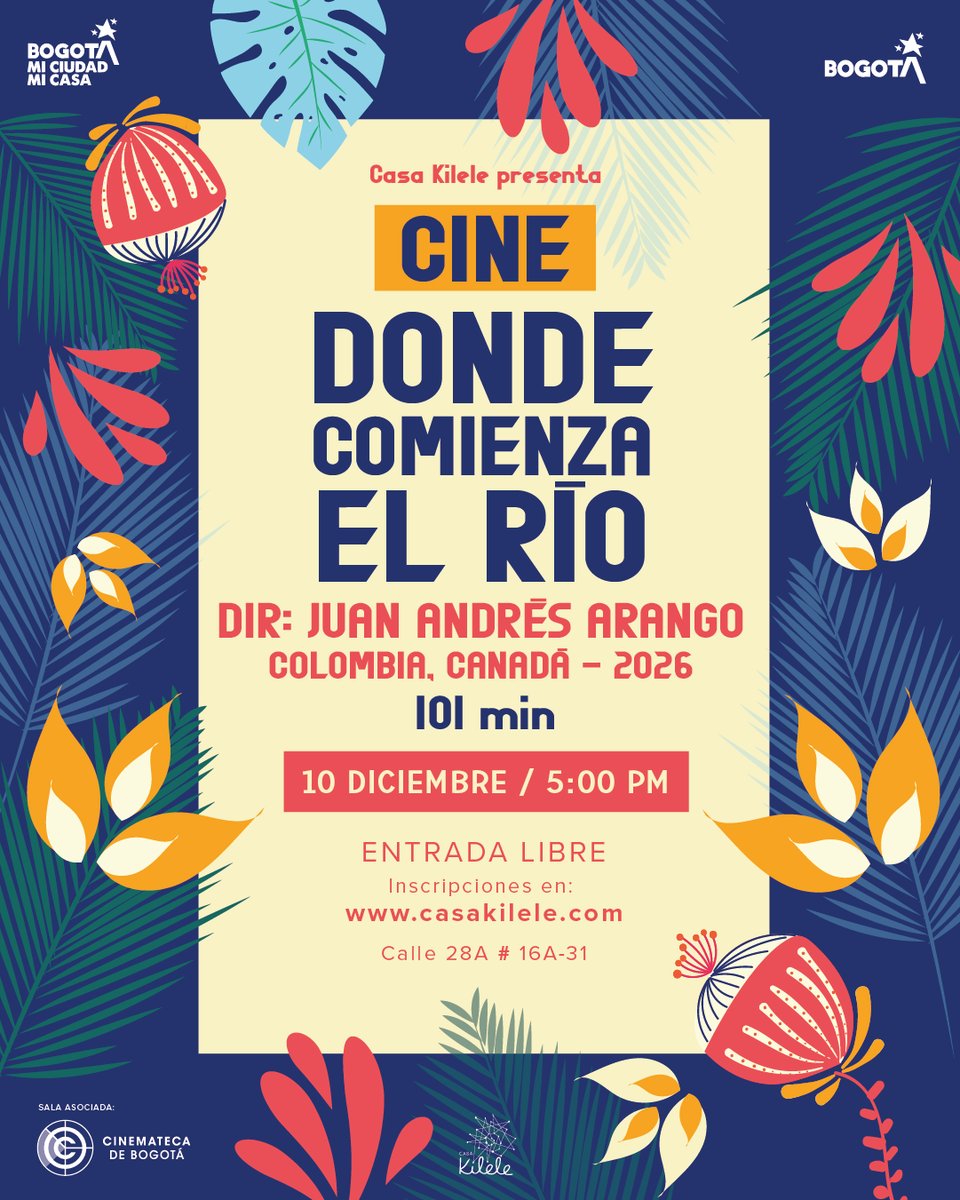 BOGOTÁ
MI CIUDAD
MI CASA
BOGOTÁ
Casa Kilele presenta
CINE
DONDE
COMIENZA
EL RÍO
DIR: JUAN ANDRÉS ARANGO
COLOMBIA, CANADÁ – 2026
101 min
10 DICIEMBRE / 5:00 PM
ENTRADA LIBRE
Inscripciones en:
www.casakilele.com
Calle 28A # 16A-31
SALA ASOCIADA:
CINEMATECA
DE BOGOTÁ
CASA
Kilele